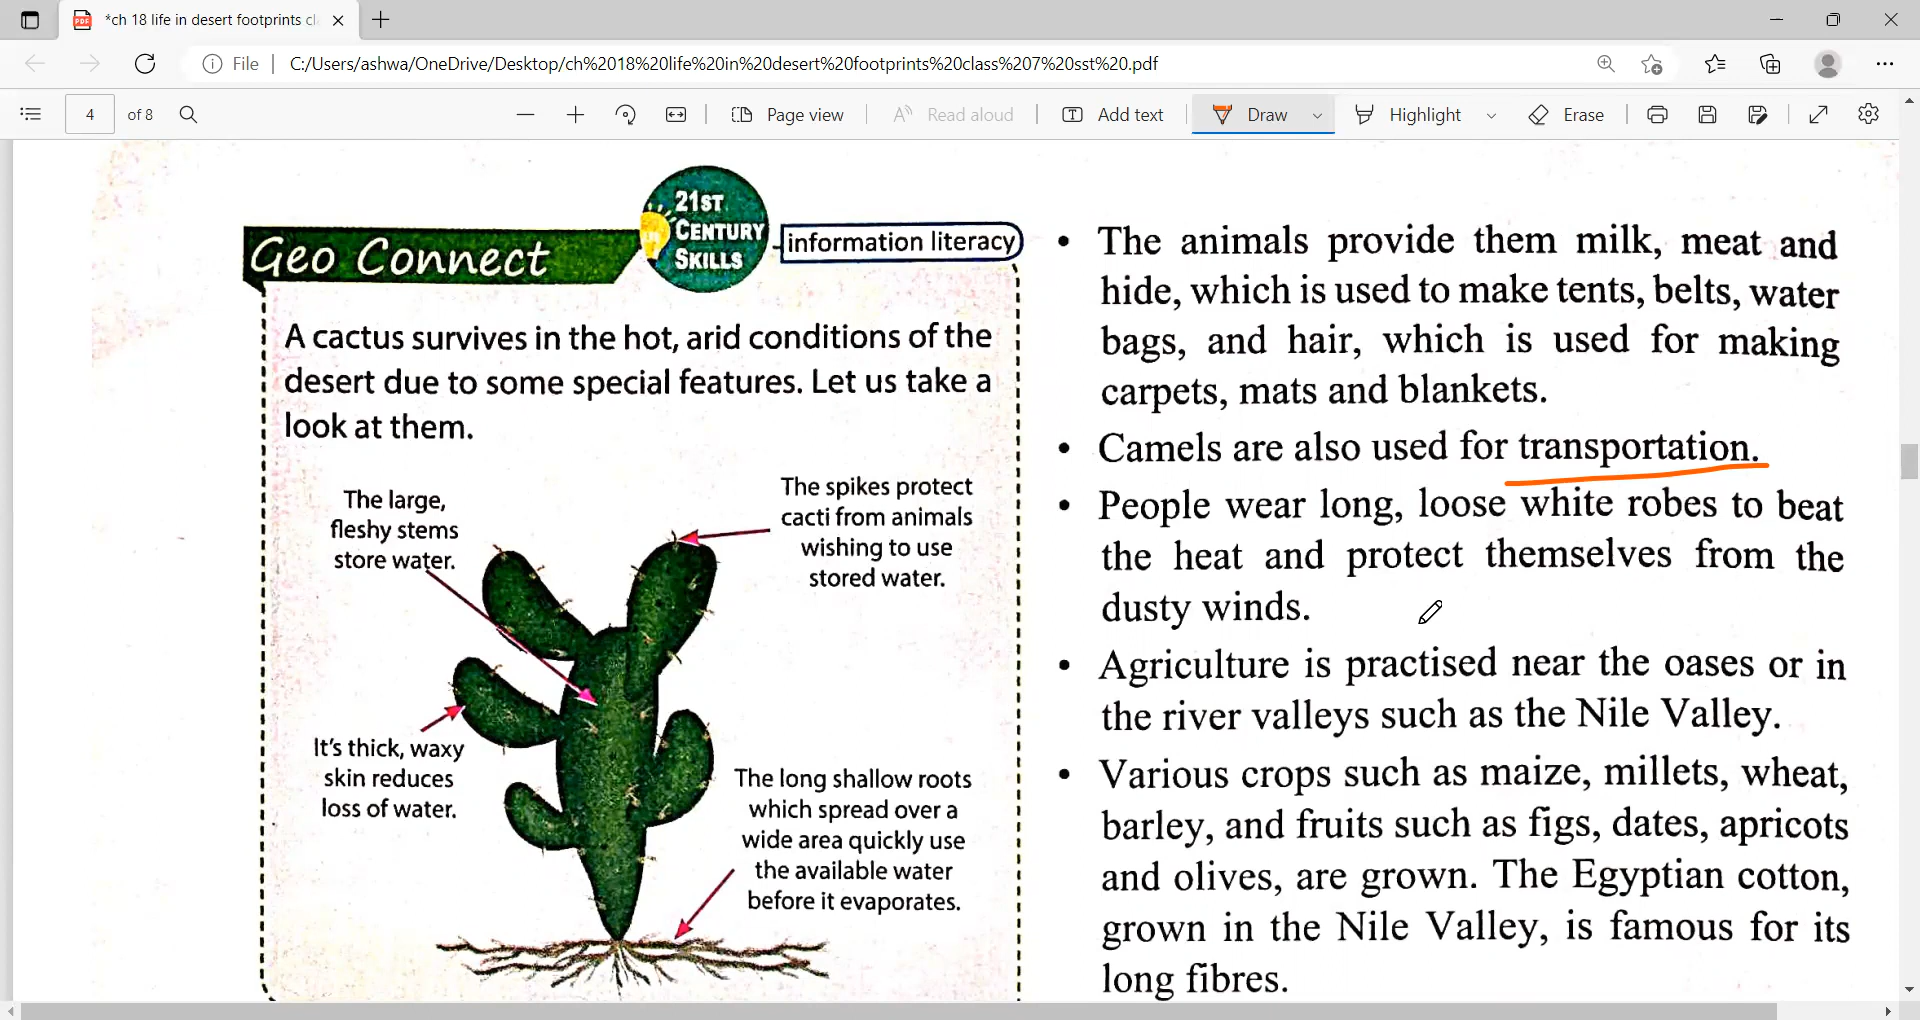 *ch 18 life in desert footprints cl
File
C:/Users/ashwa/OneDrive/Desktop/ch%2018%20life%20in%20desert%20footprints%20class%207%20sst%20.pdf
4 of 8
Page view
Read aloud
Add text
Draw
Highlight
Erase
Geo Connect
21ST
CENTURY
SKILLS
information literacy
A cactus survives in the hot, arid conditions of the
desert due to some special features. Let us take a
look at them.
The large,
fleshy stems
store water.
The spikes protect
cacti from animals
wishing to use
stored water.
It's thick, waxy
skin reduces
loss of water.
The long shallow roots
which spread over a
wide area quickly use
the available water
before it evaporates.
• The animals provide them milk, meat and
hide, which is used to make tents, belts, water
bags, and hair, which is used for making
carpets, mats and blankets.
• Camels are also used for transportation.
• People wear long, loose white robes to beat
the heat and protect themselves from the
dusty winds.
• Agriculture is practised near the oases or in
the river valleys such as the Nile Valley.
• Various crops such as maize, millets, wheat,
barley, and fruits such as figs, dates, apricots
and olives, are grown. The Egyptian cotton,
grown in the Nile Valley, is famous for its
long fibres.